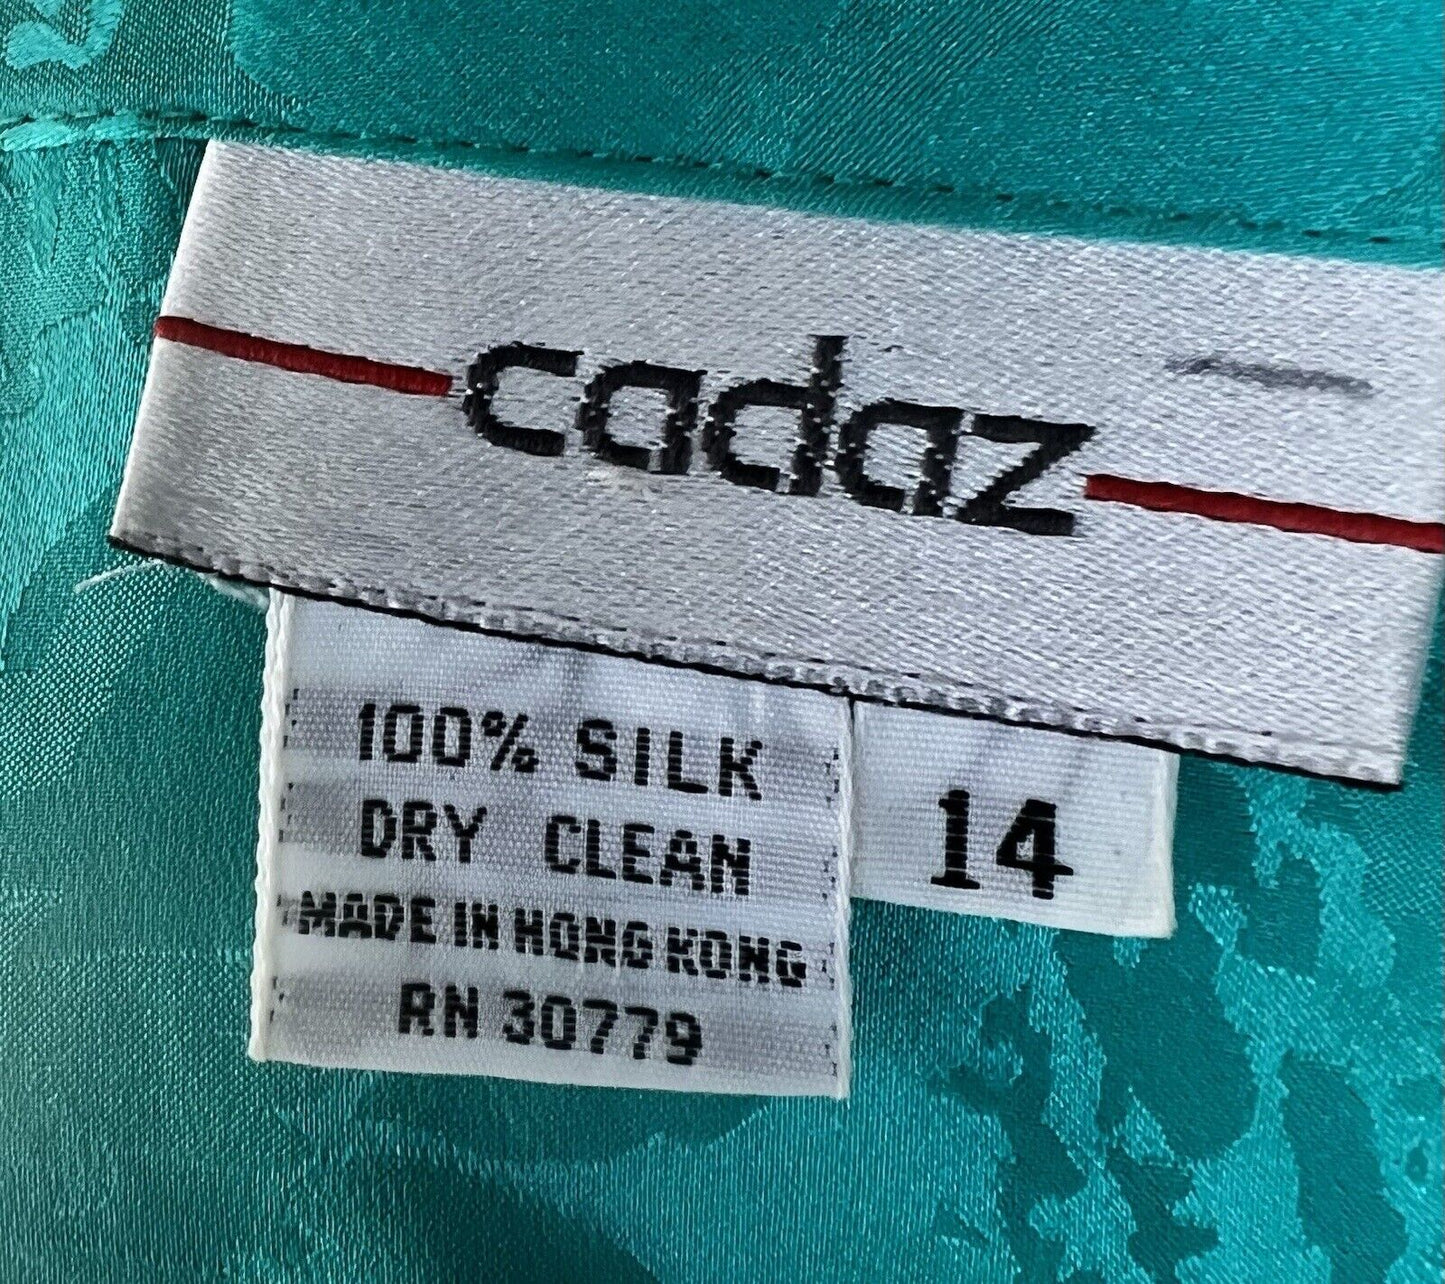 cadaz
100% SILK
DRY CLEAN
MADE IN HONG KONG
RN 30779
14